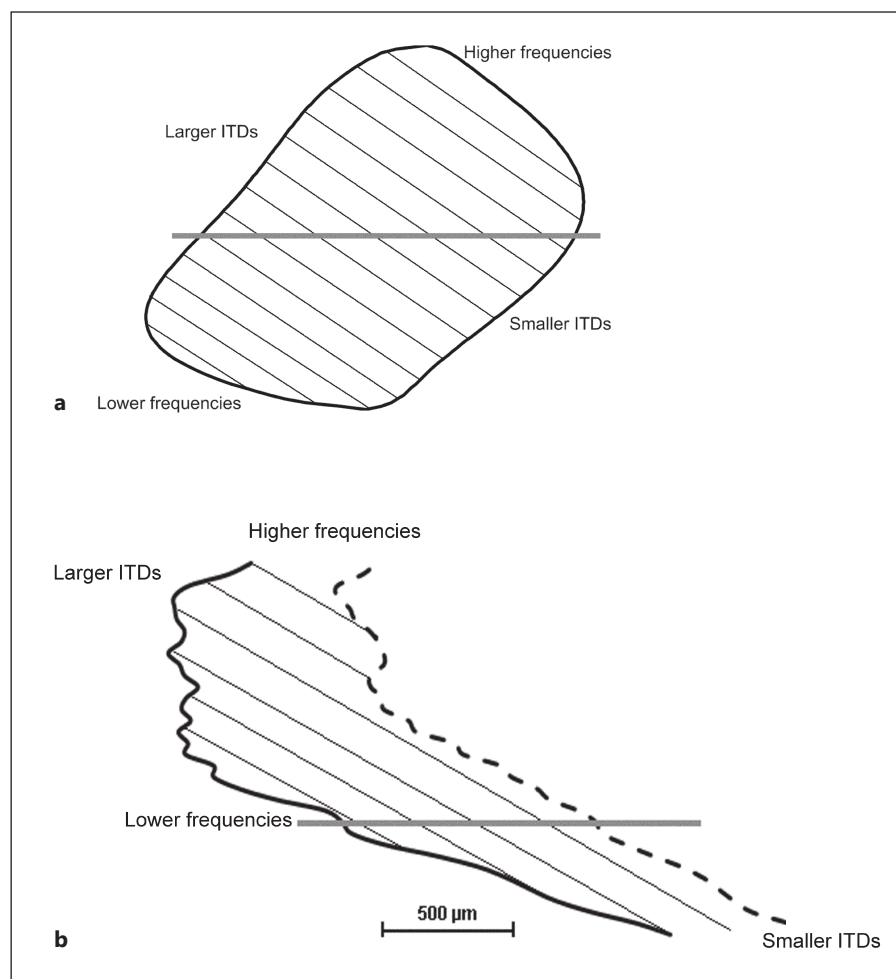 Higher frequencies
Larger ITDs
Smaller ITDs
a
Lower frequencies
Higher frequencies
Larger ITDs
Lower frequencies
500 µm
b
Smaller ITDs